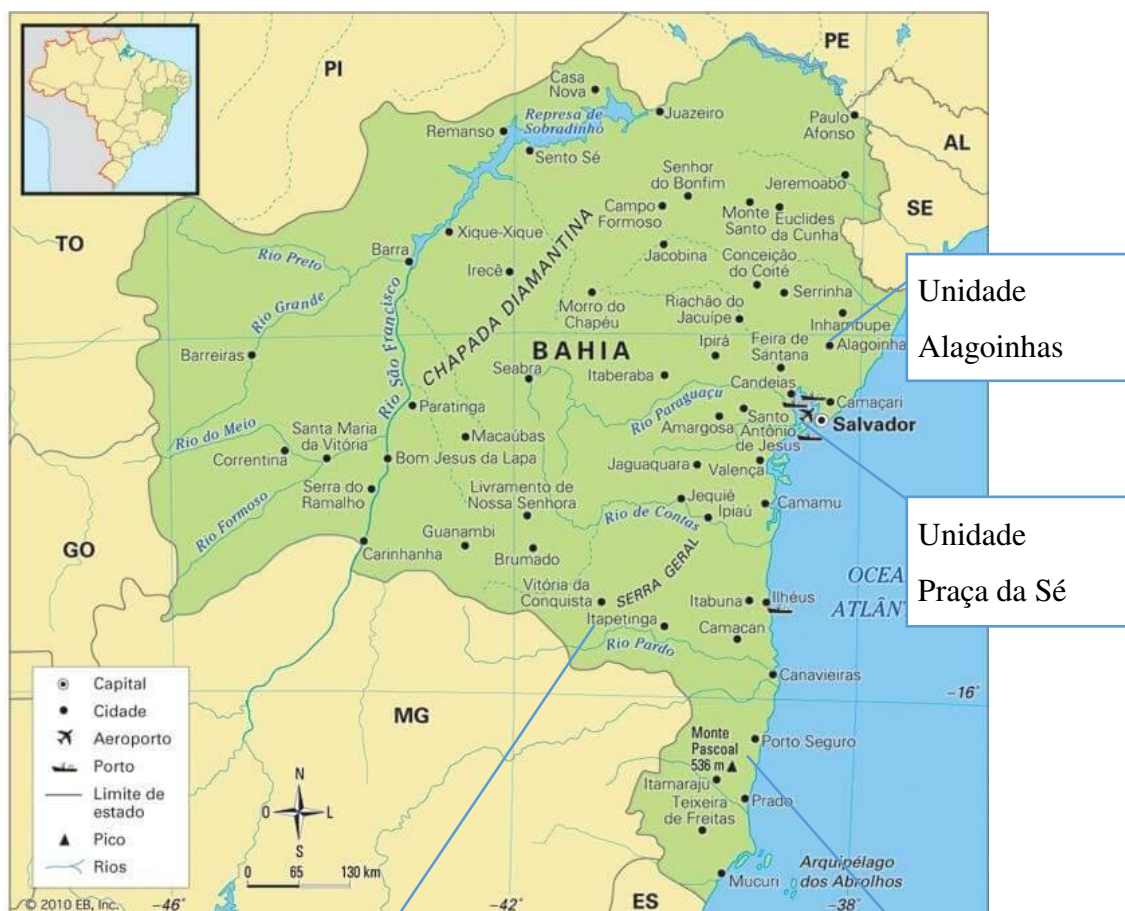 PI
PE
Casa
Nova
Represa de
Sobradinho
Juazeiro
Remanso
Paulo
Afonso
Sento Sé
AL
Senhor
do Bonfim
Jeremoabo
SE
Campo
Formoso
Monte
Santo
Euclides
da Cunha
TO
Xique-Xique
Rio Preto
Barra
Irecê
Jacobina
Conceição
do Coité
CHAPADA DIAMANTINA
Morro do
Chapéu
Riachão do
Jacuípe
Serrinha
Unidade
Alagoinhas
Rio Grande
Rio São Francisco
Inhambupe
Barreiras
BAHIA
Ipirá
Feira de
Santana
Alagoinha
Seabra
Itaberaba
Candeias
Rio Paraguaçu
Camaçari
Paratinga
Salvador
Rio do Meio
Santa Maria
da Vitória
Macaúbas
Amargosa
Santo
Antônio
de Jesus
Correntina
Bom Jesus da Lapa
Jaguaquara
Valença
Serra do
Ramalho
Livramento de
Nossa Senhora
Jequié
Ipiaú
Camamu
Rio Formoso
Rio de Contas
Unidade
Praça da Sé
GO
Guanambi
Carinhanha
Brumado
SERRA GERAL
OCEA
ATLÂNT
Vitória da
Conquista
Itabuna
Ilhéus
Itapetinga
Camacan
Rio Pardo
Canavieiras
-16°
Capital
Cidade
Aeroporto
Porto
Limite de
estado
Pico
Rios
MG
Monte
Pascoal
536 m
Porto Seguro
Itamaraju
Prado
Teixeira
de Freitas
N
O
L
S
0 65 130 km
Arquipélago
dos Abrolhos
Mucuri
ES
© 2010 EB, Inc.
-46°
-42°
-38°